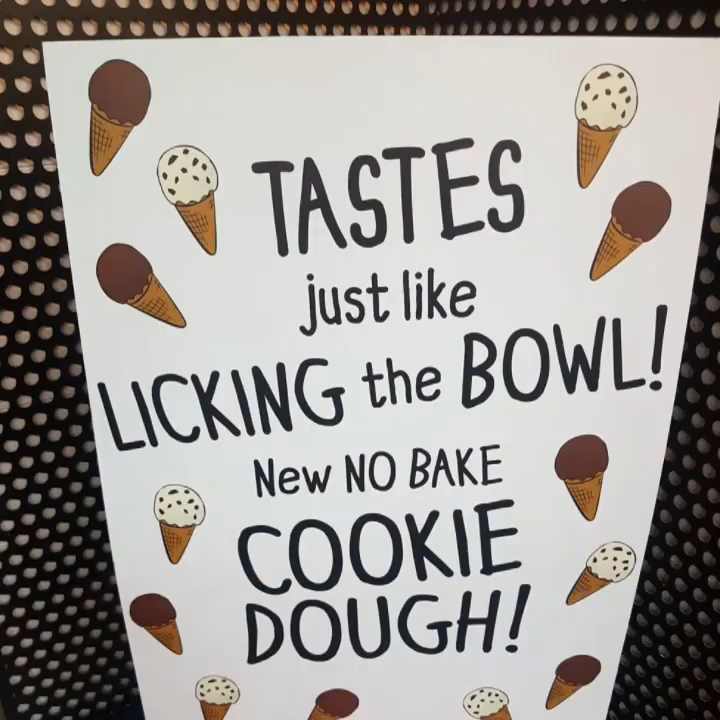 TASTES
just like
LICKING the BOWL!
New NO BAKE
COOKIE
DOUGH!